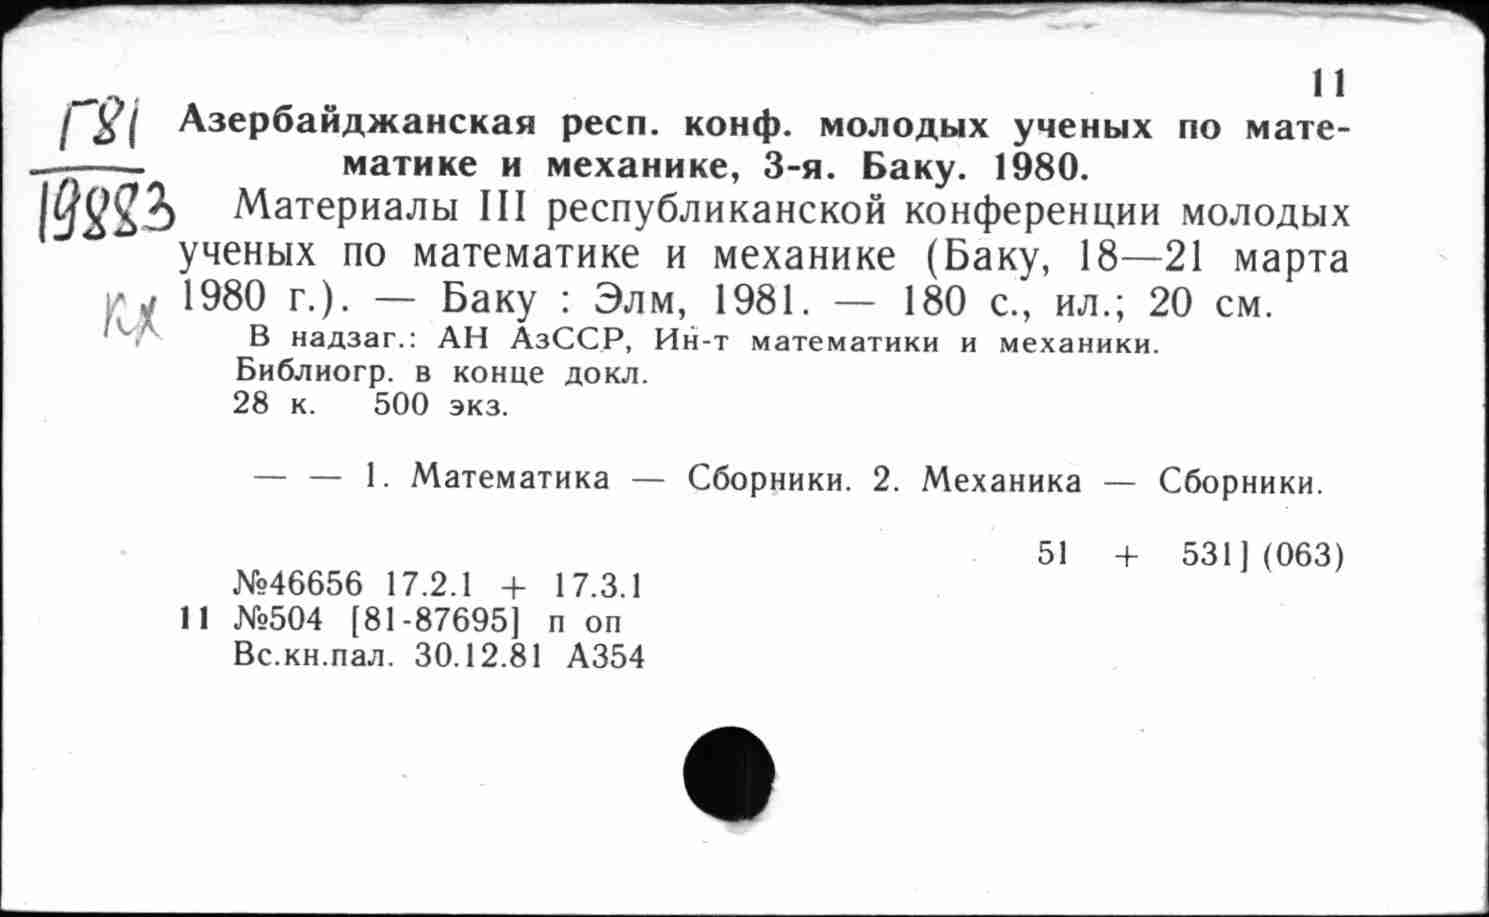 11
Г81
19883
кх
Азербайджанская респ. конф. молодых ученых по мате-
матике и механике, 3-я. Баку. 1980.
Материалы III республиканской конференции молодых
ученых по математике и механике (Баку, 18—21 марта
1980 г.). — Баку : Элм, 1981. — 180 с., ил.; 20 см.
В надзаг.: АН АзССР, Ин-т математики и механики.
Библиогр. в конце докл.
28 к. 500 экз.
— — 1. Математика — Сборники. 2. Механика — Сборники.
51 + 531] (063)
№46656 17.2.1 + 17.3.1
11 №504 [81-87695] п оп
Вс.кн.пал. 30.12.81 А354